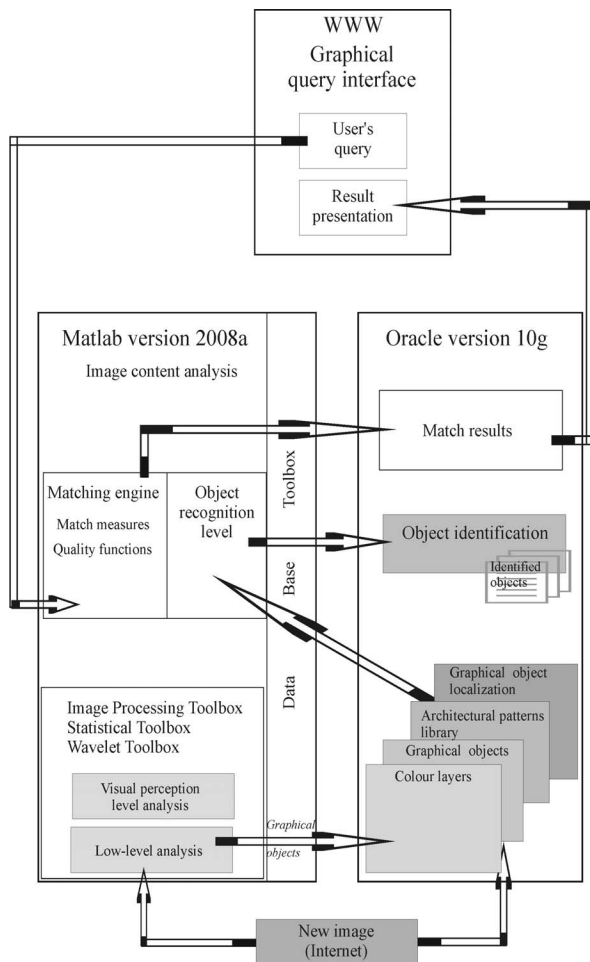 WWW
Graphical
query interface
User's
query
Result
presentation
Matlab version 2008a
Image content analysis
Matching engine
Match measures
Quality functions
Object
recognition
level
Data Base Toolbox
Image Processing Toolbox
Statistical Toolbox
Wavelet Toolbox
Visual perception
level analysis
Low-level analysis
Graphical
objects
Oracle version 10g
Match results
Object identification
Identified
objects
Graphical object
localization
Architectural patterns
library
Graphical objects
Colour layers
New image
(Internet)